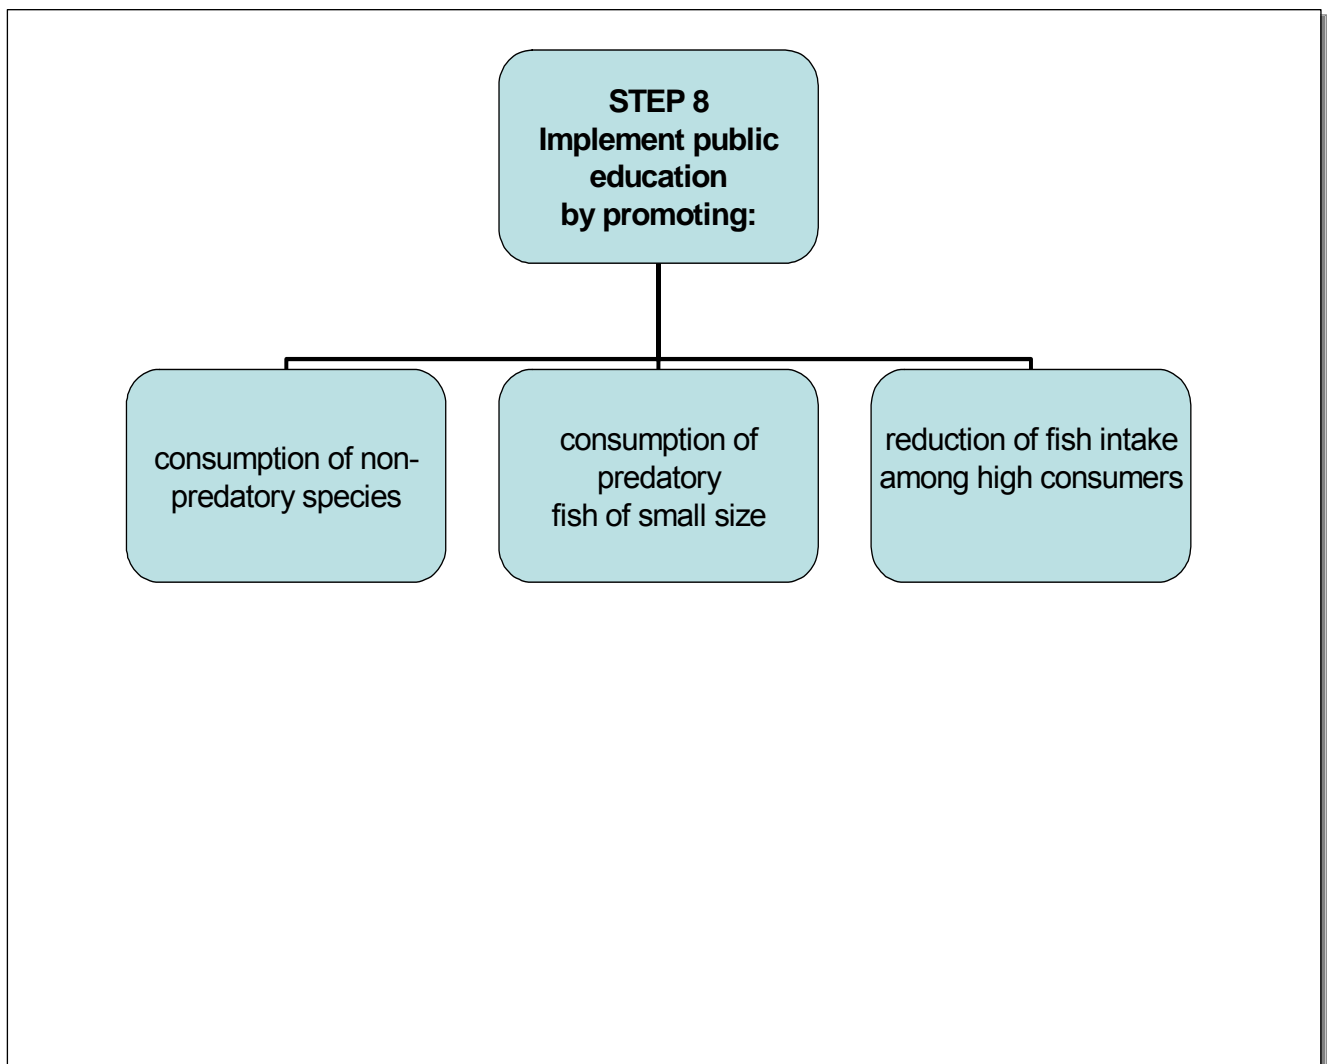 STEP 8
Implement public
education
by promoting:
consumption of non-
predatory species
consumption of
predatory
fish of small size
reduction of fish intake
among high consumers